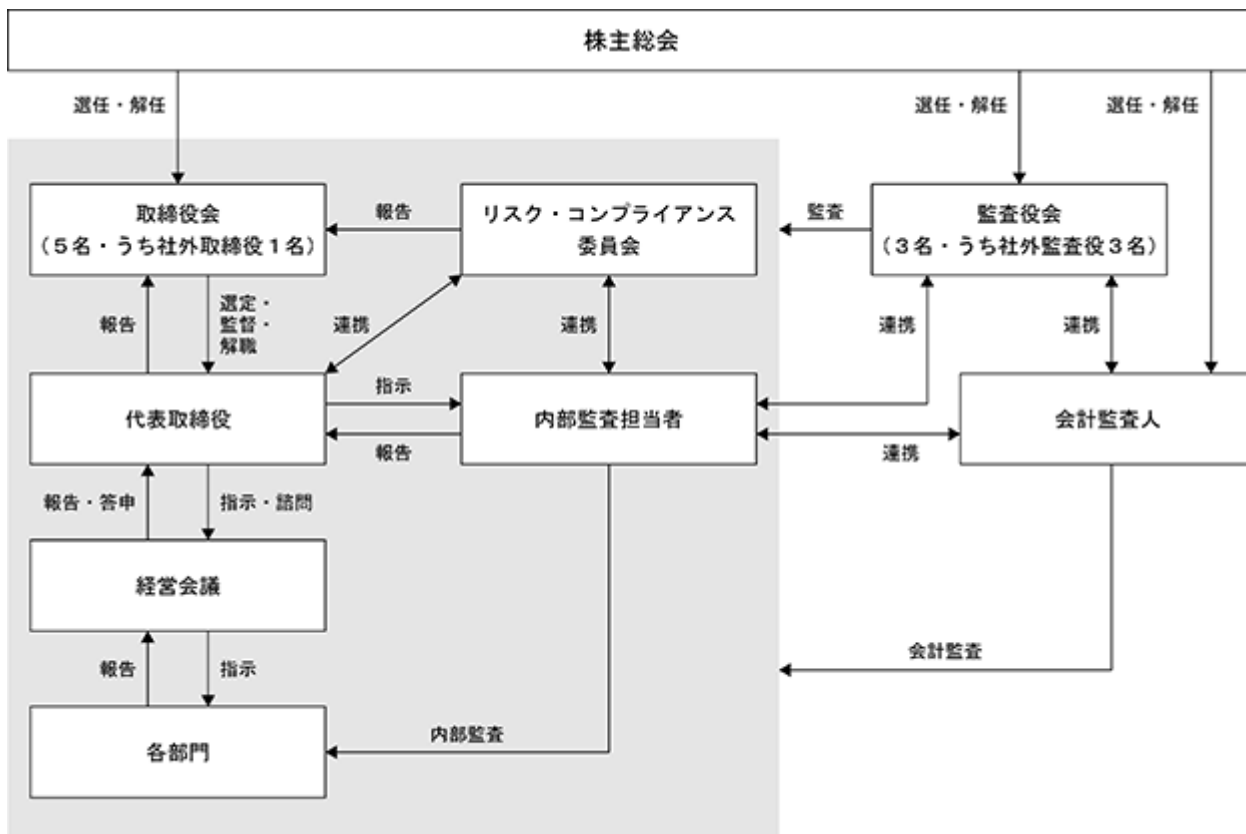 株主総会
選任・解任
選任・解任
選任・解任
取締役会
（５名・うち社外取締役１名）
報告
リスク・コンプライアンス
委員会
監査
監査役会
（３名・うち社外監査役３名）
報告
選定・
監督・
解職
連携
連携
連携
連携
代表取締役
指示
報告
内部監査担当者
連携
会計監査人
報告・答申
指示・諮問
経営会議
報告
指示
会計監査
各部門
内部監査